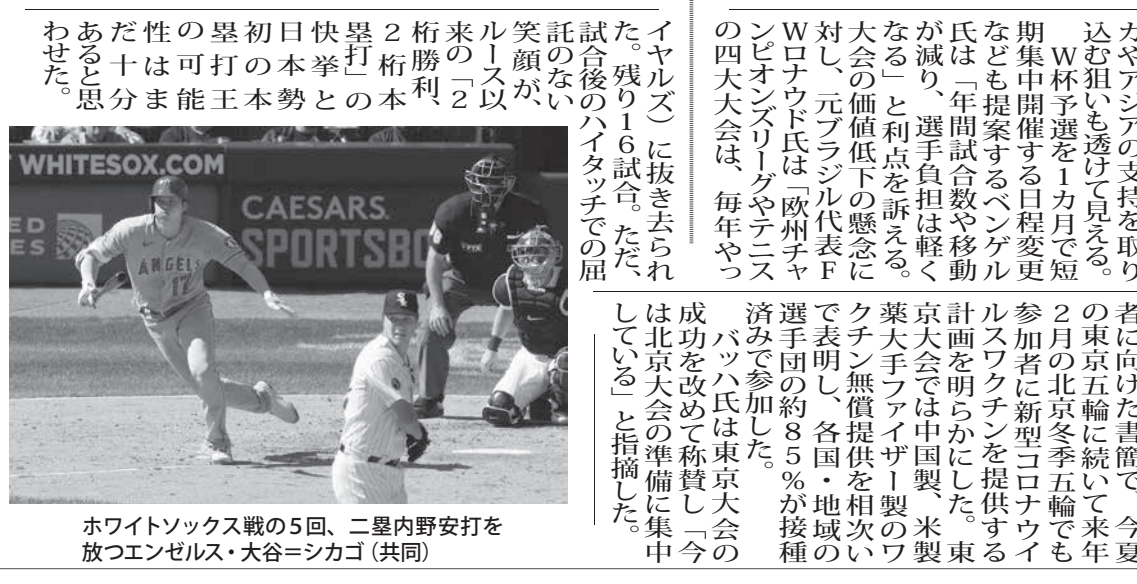 カやアジアの支持を取り
込む狙いも透けて見える。
Ｗ杯予選を１カ月で短
期集中開催する日程変更
なども提案するベンゲル
氏は「年間試合数や移動
が減り、選手負担は軽く
なる」と利点を訴える。
大会の価値低下の懸念に
対し、元ブラジル代表Ｆ
Ｗロナウド氏は「欧州チャ
ンピオンズリーグやテニス
の四大大会は、毎年やっ
者に向けた書簡で、今夏
の東京五輪に続いて来年
２月の北京冬季五輪でも
参加者に新型コロナウイ
ルスワクチンを提供する
計画を明らかにした。東
京大会では中国製、米製
薬大手ファイザー製のワ
クチン無償提供を相次い
で表明し、各国・地域の
選手団の約８５％が接種
済みで参加した。
バッハ氏は東京大会の
成功を改めて称賛し「今
は北京大会の準備に集中
している」と指摘した。
イヤルズ）に抜き去られ
た。残り１６試合。ただ、
試合後のハイタッチでの屈
託のない
笑顔が、
ルース以
来の「２
桁勝利、
２桁本
塁打」の
快挙と
日本勢
初の本
塁打王
の可能
性はま
だ十分
あると思
わせた。
WHITESOX.COM
CAESARS
SPORTSBO
ANGELS
17
ホワイトソックス戦の５回、二塁内野安打を
放つエンゼルス・大谷＝シカゴ（共同）